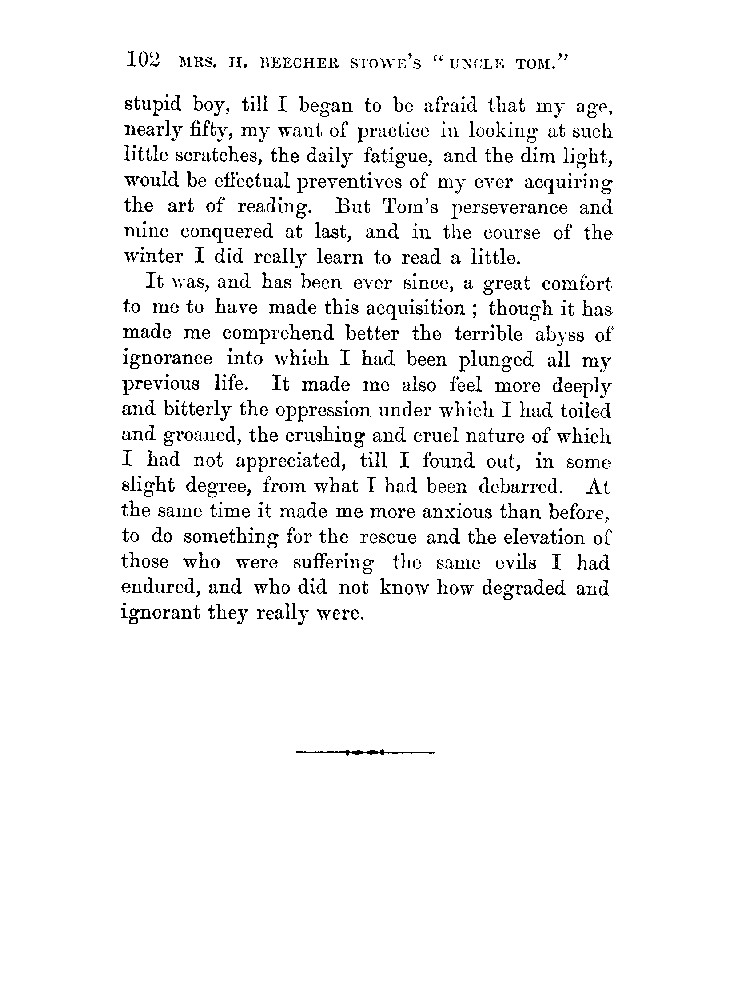 102 MRS. H. BEECHER STOWE'S "UNCLE TOM."
stupid boy, till I began to be afraid that my age,
nearly fifty, my want of practice in looking at such
little scratches, the daily fatigue, and the dim light,
would be effectual preventives of my ever acquiring
the art of reading. But Tom's perseverance and
mine conquered at last, and in the course of the
winter I did really learn to read a little.
It was, and has been ever since, a great comfort
to me to have made this acquisition; though it has
made me comprehend better the terrible abyss of
ignorance into which I had been plunged all my
previous life. It made me also feel more deeply
and bitterly the oppression under which I had toiled
and groaned, the crushing and cruel nature of which
I had not appreciated, till I found out, in some
slight degree, from what I had been debarred. At
the same time it made me more anxious than before,
to do something for the rescue and the elevation of
those who were suffering the same evils I had
endured, and who did not know how degraded and
ignorant they really were.